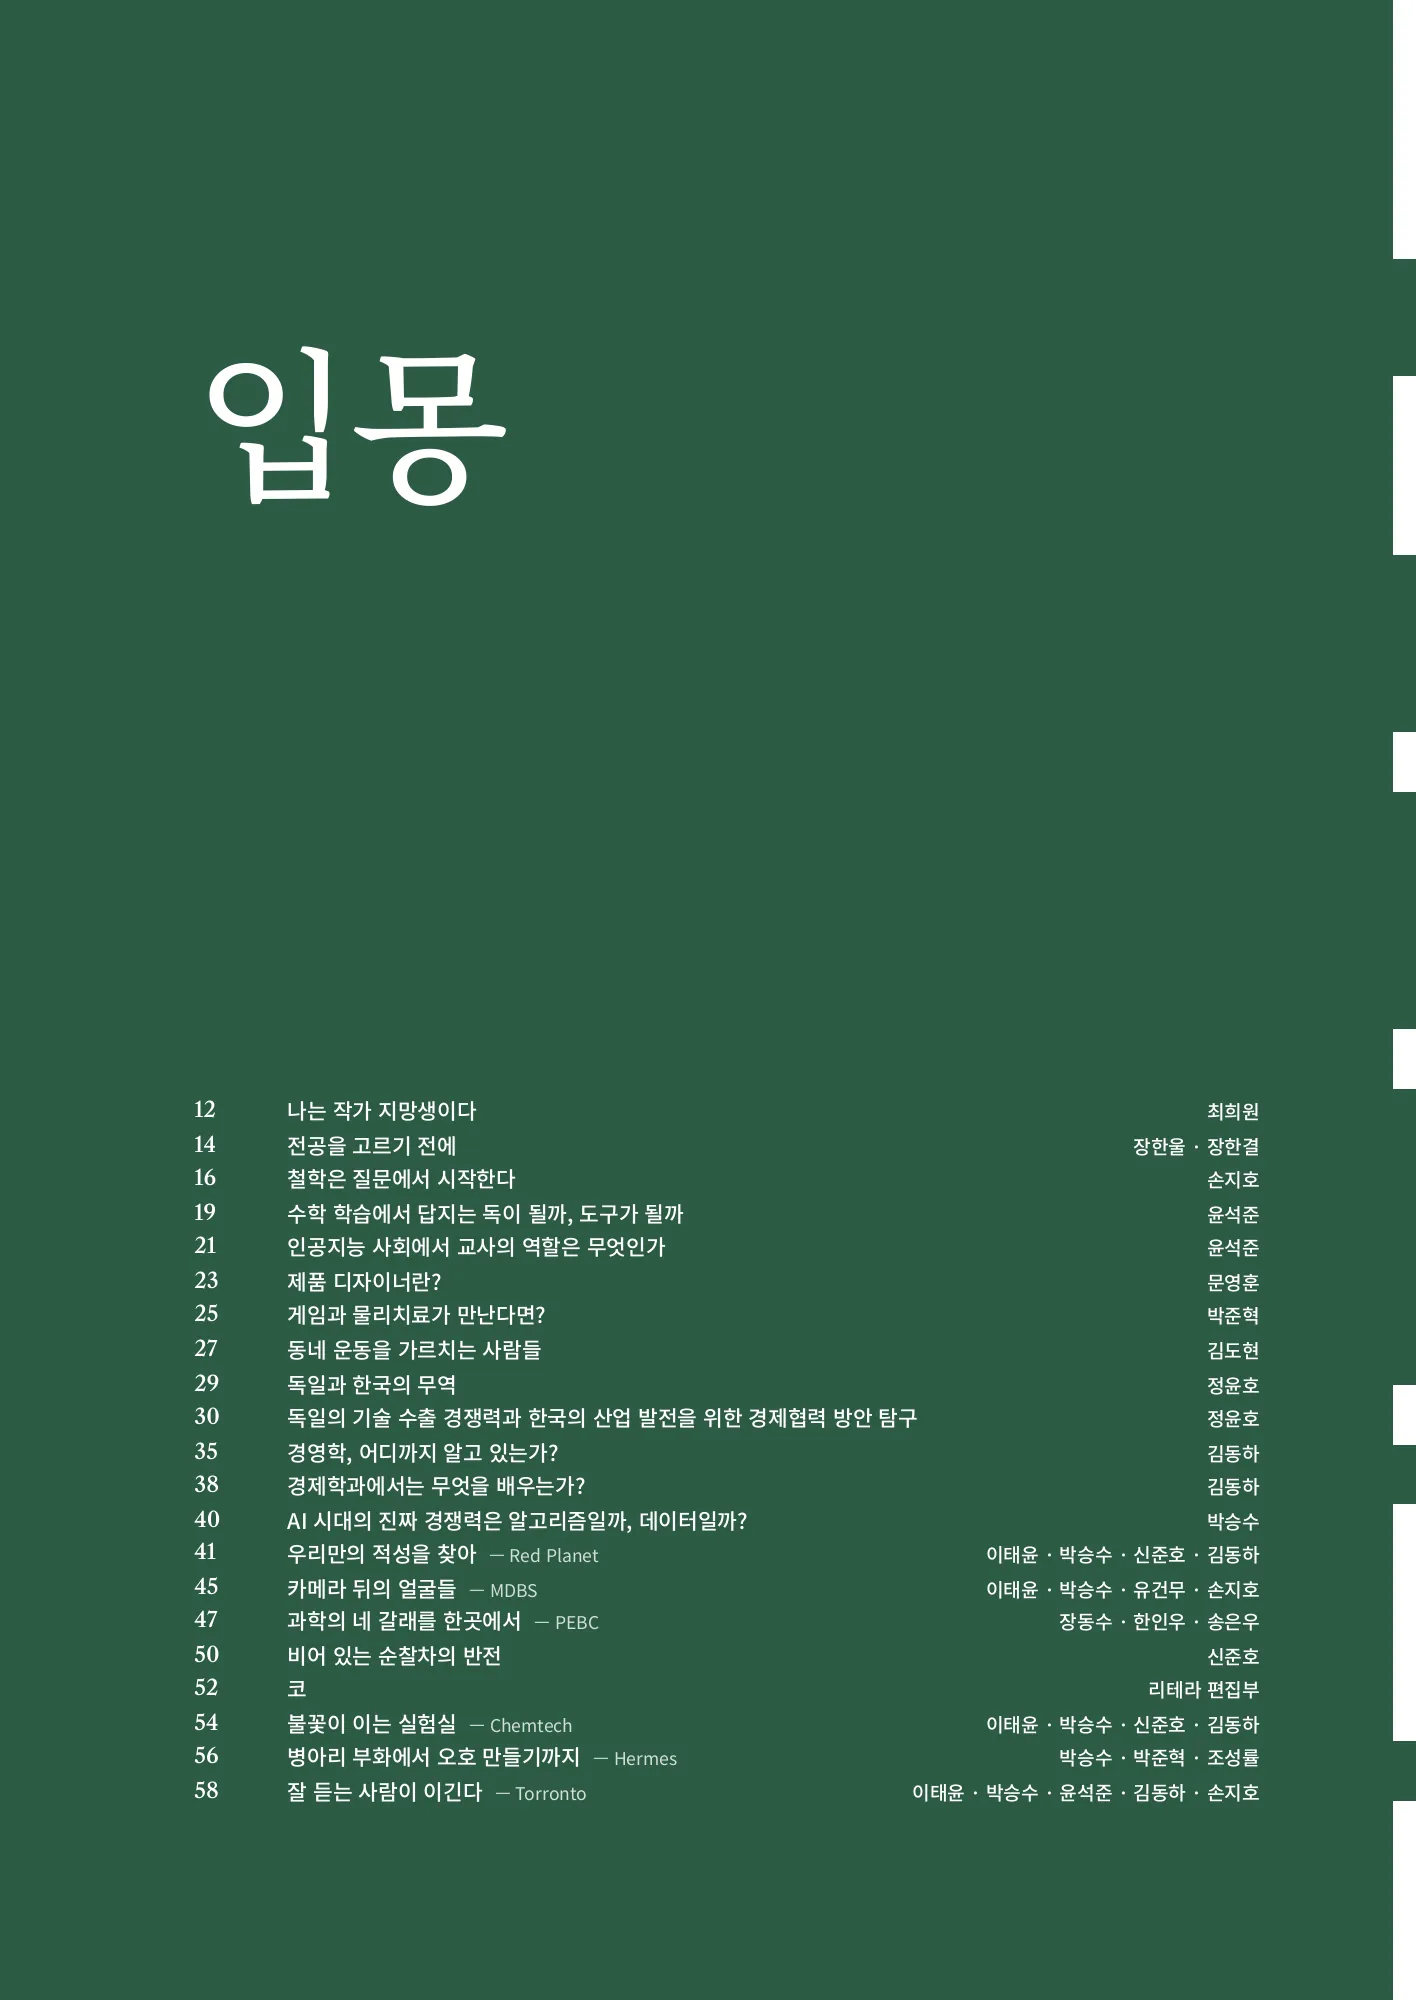 입몽
12 나는 작가 지망생이다 최희원
14 전공을 고르기 전에 장한울 · 장한결
16 철학은 질문에서 시작한다 손지호
19 수학 학습에서 답지는 독이 될까, 도구가 될까 윤석준
21 인공지능 사회에서 교사의 역할은 무엇인가 윤석준
23 제품 디자이너란? 문영훈
25 게임과 물리치료가 만난다면? 박준혁
27 동네 운동을 가르치는 사람들 김도현
29 독일과 한국의 무역 정윤호
30 독일의 기술 수출 경쟁력과 한국의 산업 발전을 위한 경제협력 방안 탐구 정윤호
35 경영학, 어디까지 알고 있는가? 김동하
38 경제학과에서는 무엇을 배우는가? 김동하
40 AI 시대의 진짜 경쟁력은 알고리즘일까, 데이터일까? 박승수
41 우리만의 적성을 찾아 — Red Planet 이태윤 · 박승수 · 신준호 · 김동하
45 카메라 뒤의 얼굴들 — MDBS 이태윤 · 박승수 · 유건무 · 손지호
47 과학의 네 갈래를 한곳에서 — PEBC 장동수 · 한인우 · 송은우
50 비어 있는 순찰차의 반전 신준호
52 코 리테라 편집부
54 불꽃이 이는 실험실 — Chemtech 이태윤 · 박승수 · 신준호 · 김동하
56 병아리 부화에서 오호 만들기까지 — Hermes 박승수 · 박준혁 · 조성률
58 잘 듣는 사람이 이긴다 — Torronto 이태윤 · 박승수 · 윤석준 · 김동하 · 손지호